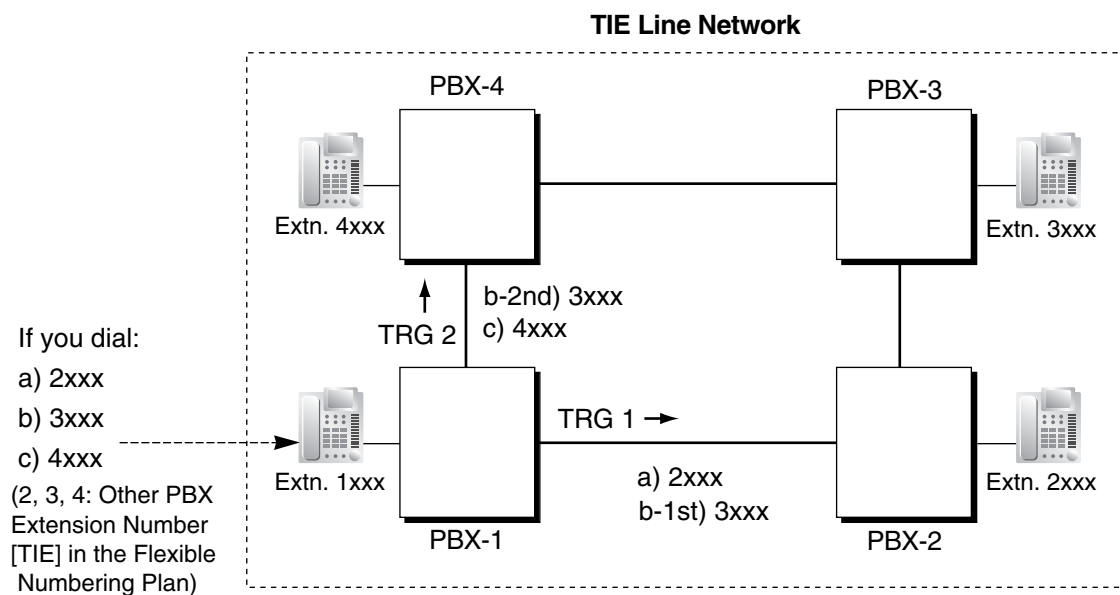 TIE Line Network
PBX-4
PBX-3
Extn. 4xxx
Extn. 3xxx
b-2nd) 3xxx
TRG 2
c) 4xxx
If you dial:
a) 2xxx
b) 3xxx
c) 4xxx
(2, 3, 4: Other PBX
Extension Number
[TIE] in the Flexible
Numbering Plan)
TRG 1
Extn. 1xxx
a) 2xxx
b-1st) 3xxx
Extn. 2xxx
PBX-1
PBX-2